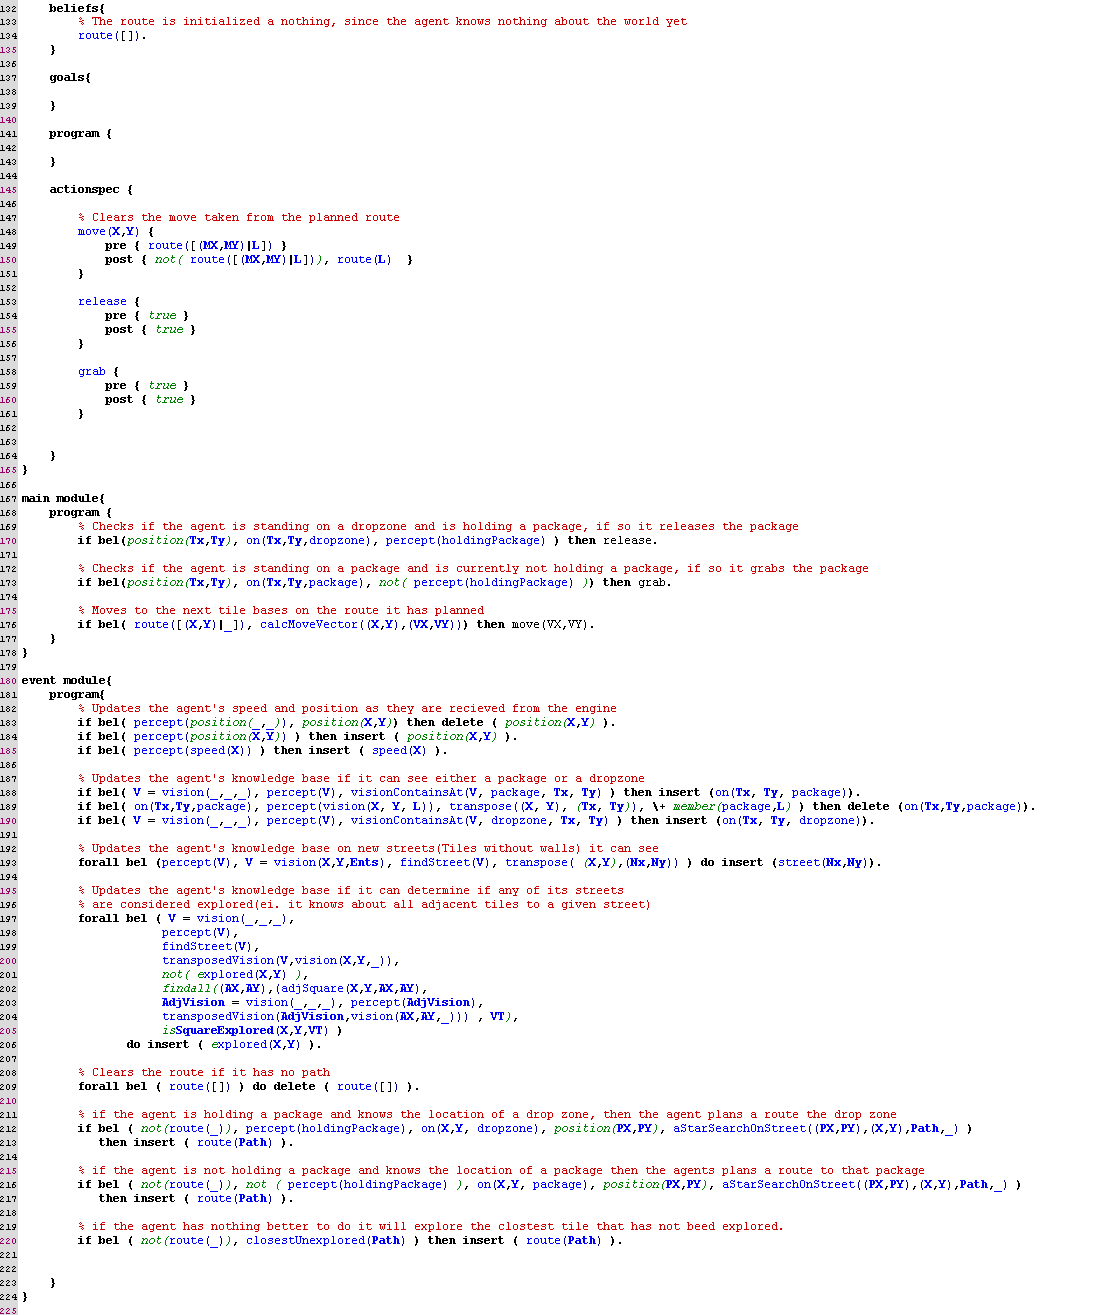 132 beliefs{
133 % The route is initialized a nothing, since the agent knows nothing about the world yet
134 route([]).
135 }
136
137 goals{
138
139 }
140
141 program {
142
143 }
144
145 actionspec {
146
147 % Clears the move taken from the planned route
148 move(X,Y) {
149 pre { route([(MX,MY)|L]) }
150 post { not( route([(MX,MY)|L])), route(L) }
151 }
152
153 release {
154 pre { true }
155 post { true }
156 }
157
158 grab {
159 pre { true }
160 post { true }
161 }
162
163
164 }
165 }
166
167 main module{
168 program {
169 % Checks if the agent is standing on a dropzone and is holding a package, if so it releases the package
170 if bel(position(Tx,Ty), on(Tx,Ty,dropzone), percept(holdingPackage) ) then release.
171
172 % Checks if the agent is standing on a package and is currently not holding a package, if so it grabs the package
173 if bel(position(Tx,Ty), on(Tx,Ty,package), not( percept(holdingPackage) )) then grab.
174
175 % Moves to the next tile bases on the route it has planned
176 if bel( route([(X,Y)|_]), calcMoveVector((X,Y),(VX,VY))) then move(VX,VY).
177 }
178 }
179
180 event module{
181 program{
182 % Updates the agent's speed and position as they are recieved from the engine
183 if bel( percept(position(_,_)), position(X,Y)) then delete ( position(X,Y) ).
184 if bel( percept(position(X,Y)) ) then insert ( position(X,Y) ).
185 if bel( percept(speed(X)) ) then insert ( speed(X) ).
186
187 % Updates the agent's knowledge base if it can see either a package or a dropzone
188 if bel( V = vision(_,_,_), percept(V), visionContainsAt(V, package, Tx, Ty) ) then insert (on(Tx, Ty, package)).
189 if bel( on(Tx,Ty,package), percept(vision(X, Y, L)), transpose((X, Y), (Tx, Ty)), \+ member(package,L) ) then delete (on(Tx,Ty,package)).
190 if bel( V = vision(_,_,_), percept(V), visionContainsAt(V, dropzone, Tx, Ty) ) then insert (on(Tx, Ty, dropzone)).
191
192 % Updates the agent's knowledge base on new streets(Tiles without walls) it can see
193 forall bel (percept(V), V = vision(X,Y,Ents), findStreet(V), transpose( (X,Y),(Nx,Ny)) ) do insert (street(Nx,Ny)).
194
195 % Updates the agent's knowledge base if it can determine if any of its streets
196 % are considered explored(ei. it knows about all adjacent tiles to a given street)
197 forall bel ( V = vision(_,_,_),
198 percept(V),
199 findStreet(V),
200 transposedVision(V,vision(X,Y,_)),
201 not( explored(X,Y) ),
202 findall((AX,AY),(adjSquare(X,Y,AX,AY),
203 AdjVision = vision(_,_,_), percept(AdjVision),
204 transposedVision(AdjVision,vision(AX,AY,_))) , VT),
205 isSquareExplored(X,Y,VT) )
206 do insert ( explored(X,Y) ).
207
208 % Clears the route if it has no path
209 forall bel ( route([]) ) do delete ( route([]) ).
210
211 % if the agent is holding a package and knows the location of a drop zone, then the agent plans a route the drop zone
212 if bel ( not(route(_)), percept(holdingPackage), on(X,Y, dropzone), position(PX,PY), aStarSearchOnStreet((PX,PY),(X,Y),Path,_) )
213 then insert ( route(Path) ).
214
215 % if the agent is not holding a package and knows the location of a package then the agents plans a route to that package
216 if bel ( not(route(_)), not ( percept(holdingPackage) ), on(X,Y, package), position(PX,PY), aStarSearchOnStreet((PX,PY),(X,Y),Path,_) )
217 then insert ( route(Path) ).
218
219 % if the agent has nothing better to do it will explore the clostest tile that has not beed explored.
220 if bel ( not(route(_)), closestUnexplored(Path) ) then insert ( route(Path) ).
221
222
223 }
224 }
225